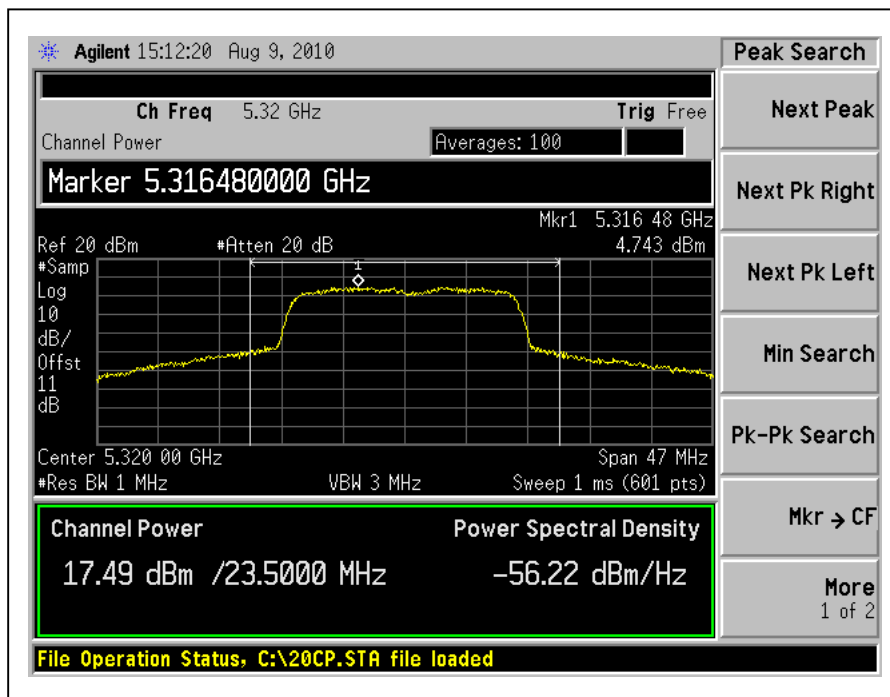 Agilent 15:12:20 Aug 9, 2010
Peak Search
Ch Freq 5.32 GHz Trig Free
Channel Power Averages: 100
Marker 5.316480000 GHz
Mkr1 5.316 48 GHz
Ref 20 dBm #Atten 20 dB 4.743 dBm
#Samp
Log
10
dB/
Offst
11
dB
1
Center 5.320 00 GHz Span 47 MHz
#Res BW 1 MHz VBW 3 MHz Sweep 1 ms (601 pts)
Channel Power Power Spectral Density
17.49 dBm /23.5000 MHz -56.22 dBm/Hz
File Operation Status, C:\20CP.STA file loaded
Next Peak
Next Pk Right
Next Pk Left
Min Search
Pk-Pk Search
Mkr → CF
More
1 of 2